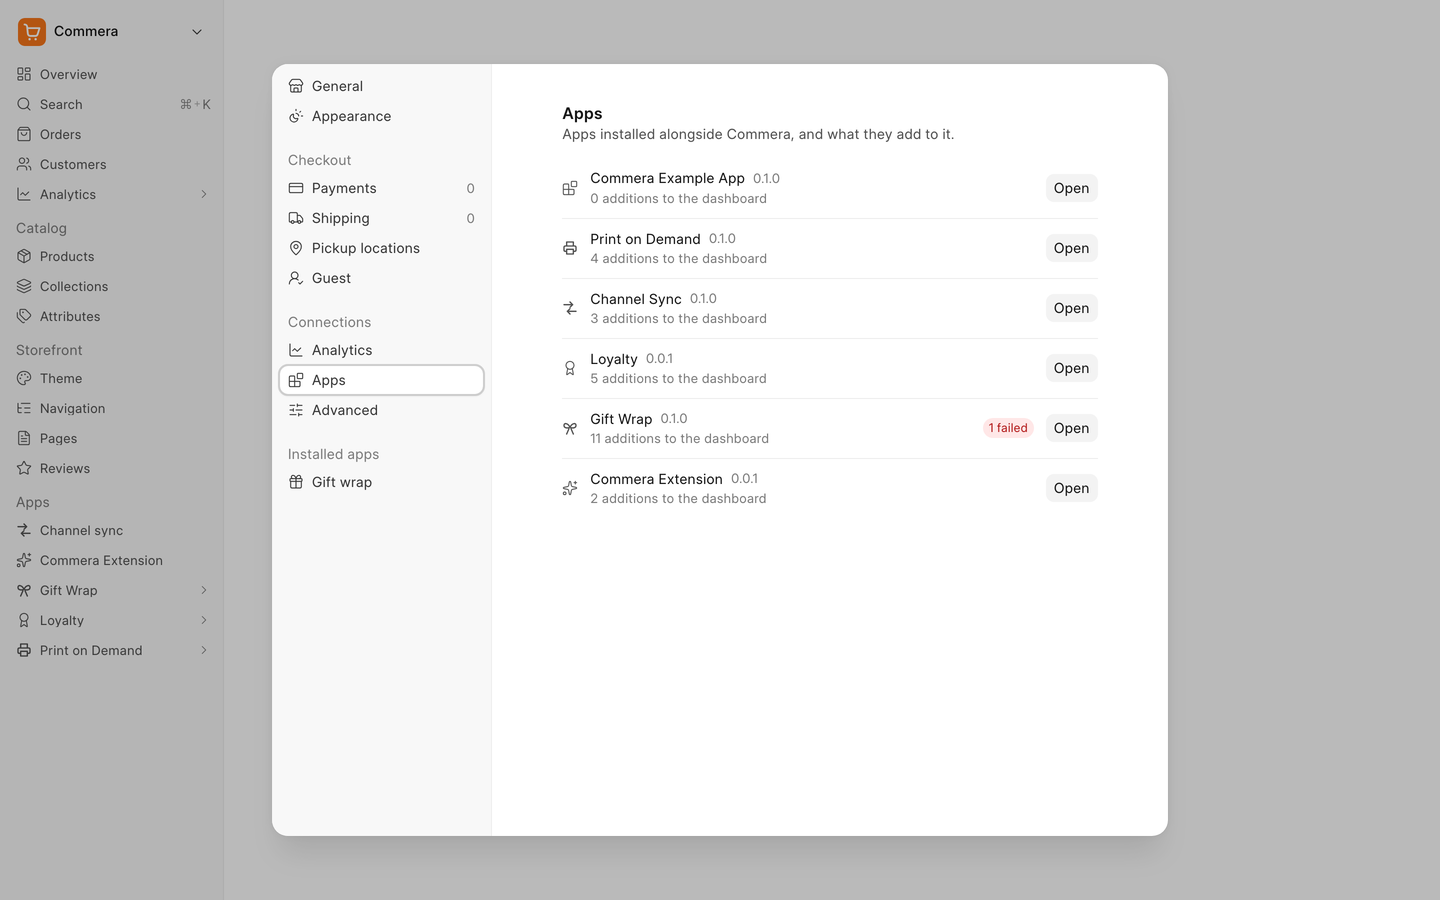 Commera
Overview
Search ⌘+K
Orders
Customers
Analytics
Catalog
Products
Collections
Attributes
Storefront
Theme
Navigation
Pages
Reviews
Apps
Channel sync
Commera Extension
Gift Wrap
Loyalty
Print on Demand
General
Appearance
Checkout
Payments 0
Shipping 0
Pickup locations
Guest
Connections
Analytics
Apps
Advanced
Installed apps
Gift wrap
Apps
Apps installed alongside Commera, and what they add to it.
Commera Example App 0.1.0
0 additions to the dashboard
Open
Print on Demand 0.1.0
4 additions to the dashboard
Open
Channel Sync 0.1.0
3 additions to the dashboard
Open
Loyalty 0.0.1
5 additions to the dashboard
Open
Gift Wrap 0.1.0
11 additions to the dashboard
1 failed
Open
Commera Extension 0.0.1
2 additions to the dashboard
Open